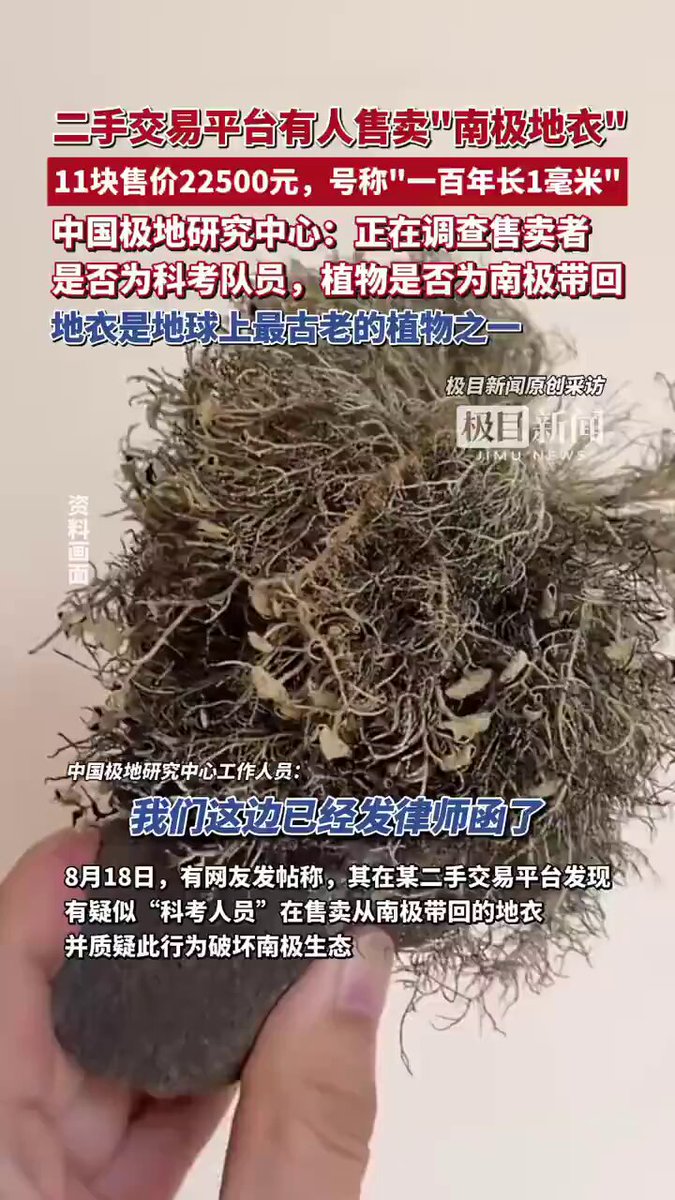 二手交易平台有人售卖"南极地衣"
11块售价22500元，号称"一百年长1毫米"
中国极地研究中心：正在调查售卖者
是否为科考队员，植物是否为南极带回
地衣是地球上最古老的植物之一
极目新闻原创采访
极目新闻
JIMU NEWS
资料画面
中国极地研究中心工作人员：
我们这边已经发律师函了
8月18日，有网友发帖称，其在某二手交易平台发现
有疑似“科考人员”在售卖从南极带回的地衣
并质疑此行为破坏南极生态